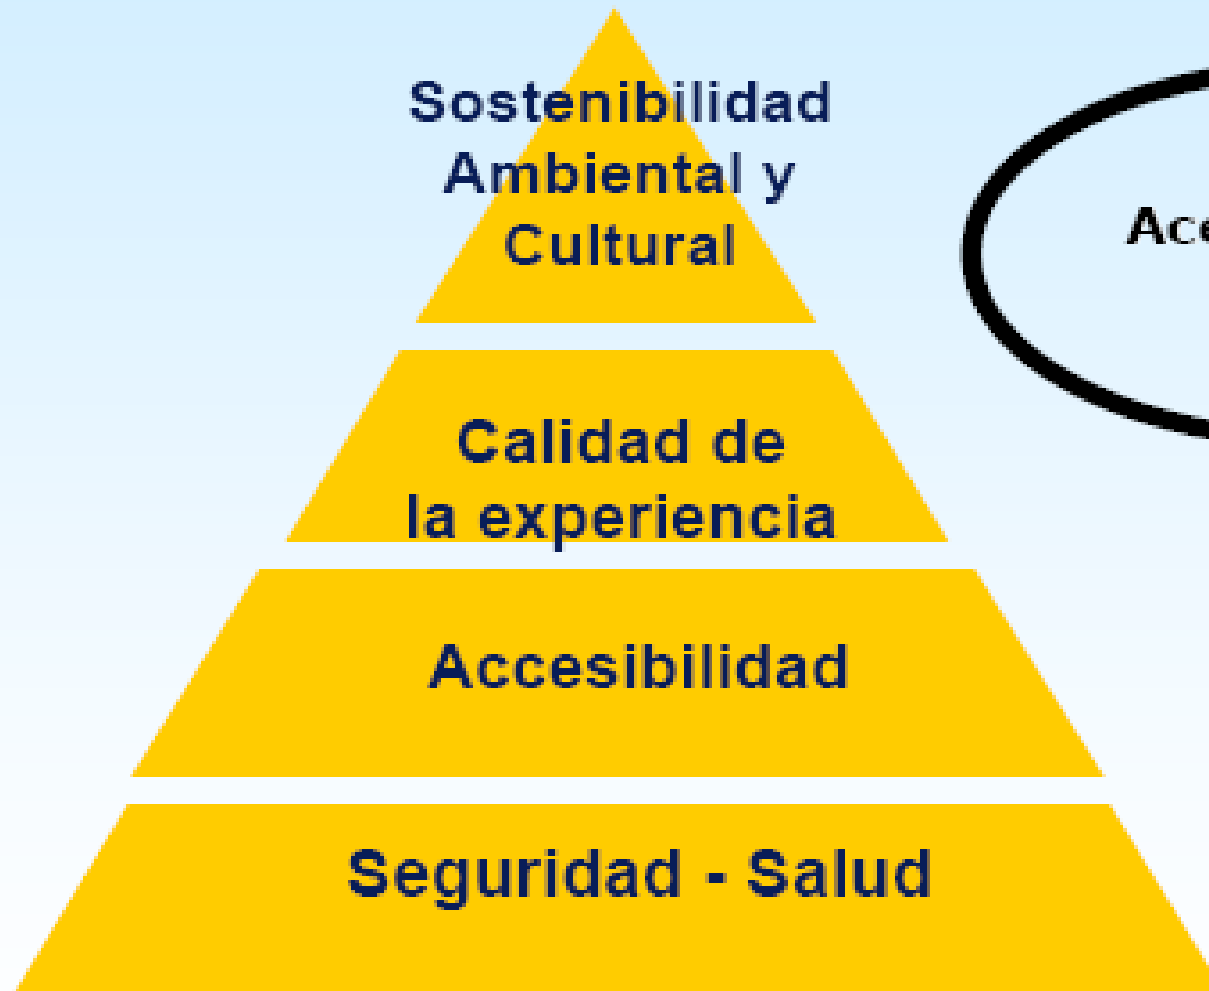 Sostenibilidad
Ambiental y
Cultural
Calidad de
la experiencia
Accesibilidad
Seguridad - Salud